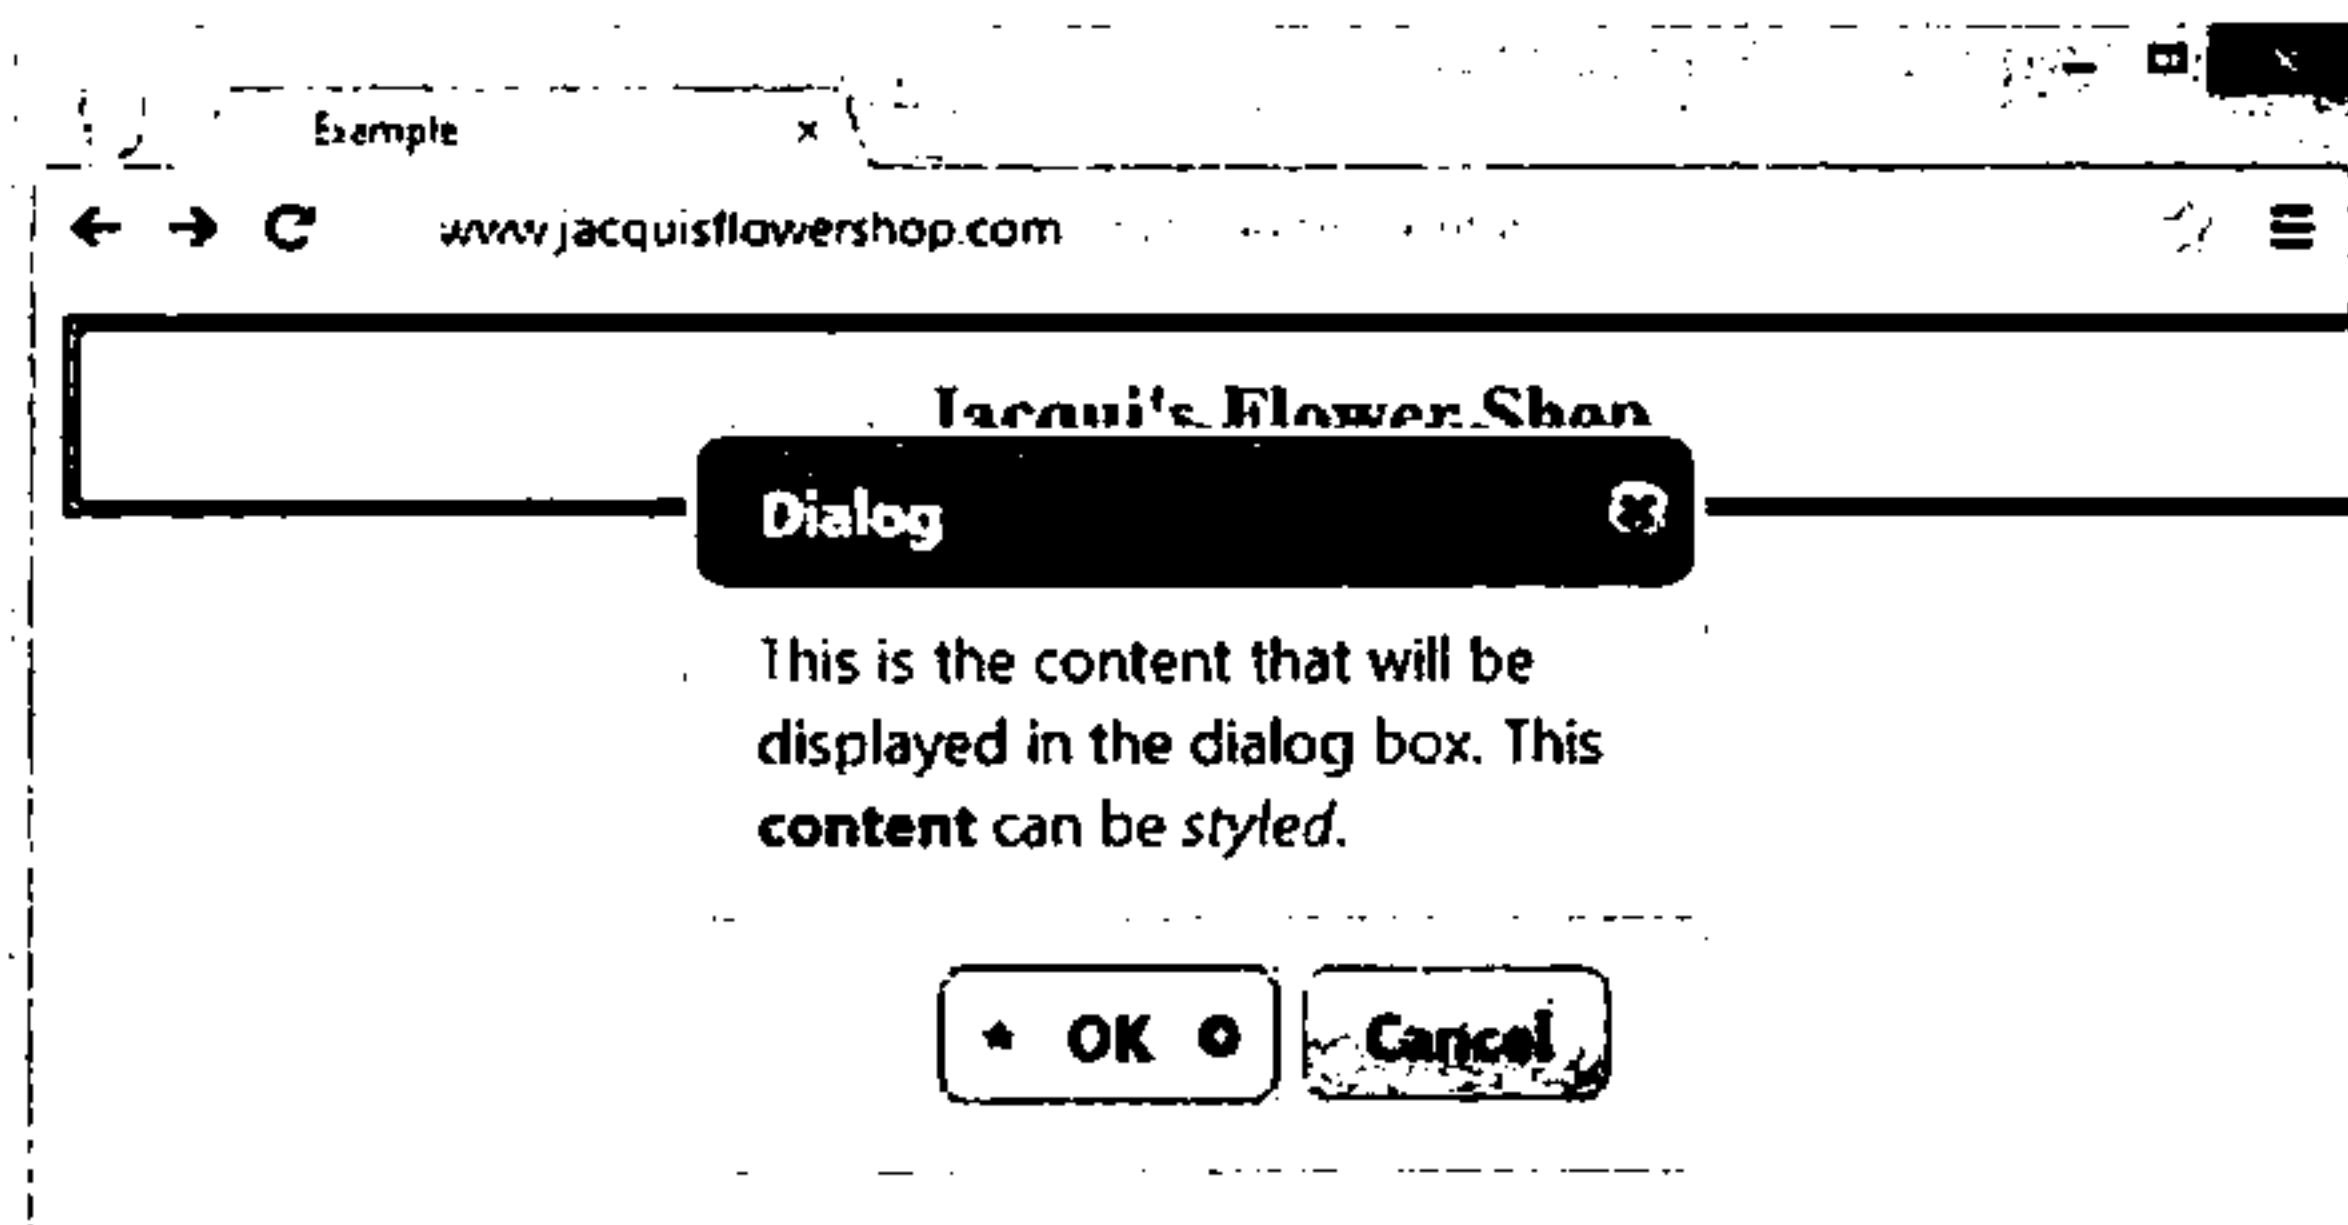 Example
www.jacquisflowershop.com
Jacqui's Flower Shop
Dialog
This is the content that will be
displayed in the dialog box. This
content can be styled.
OK
Cancel